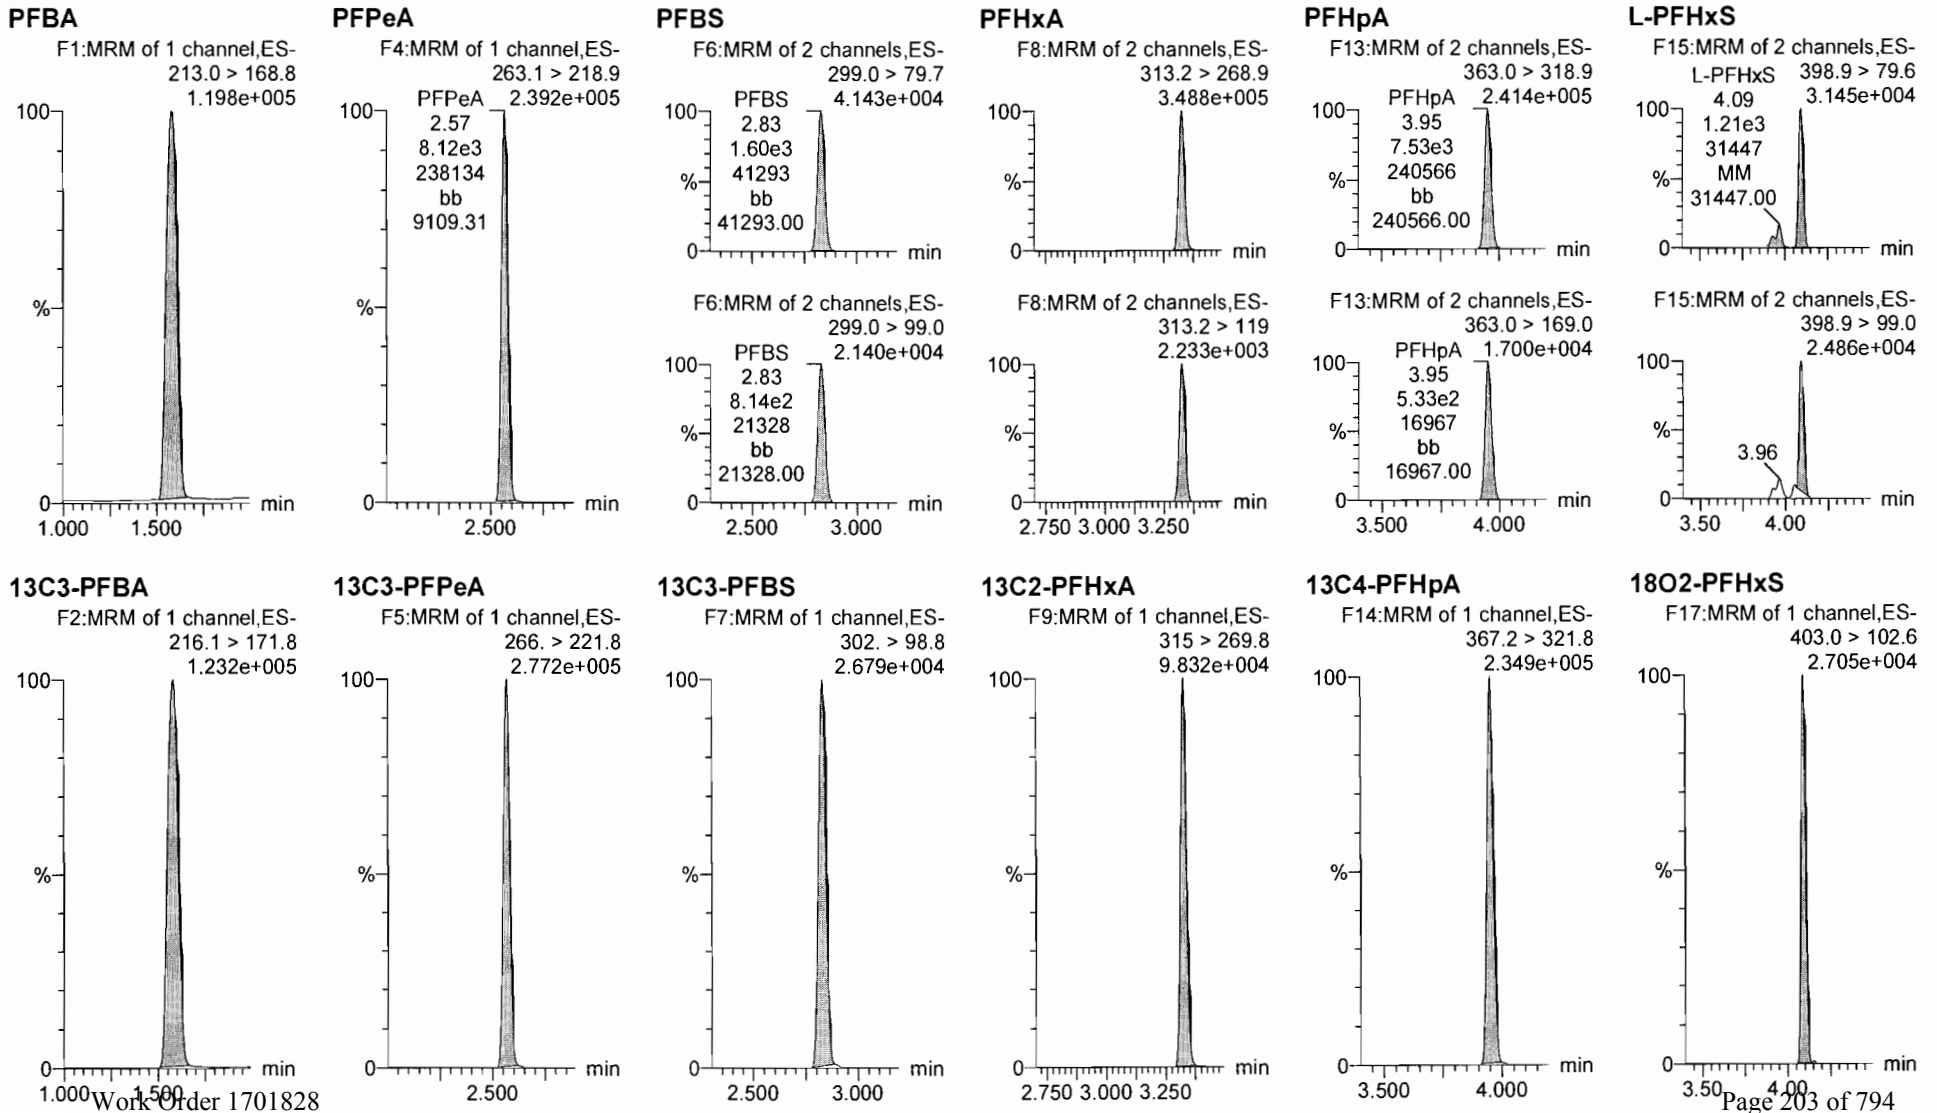 PFBA
F1:MRM of 1 channel,ES-
213.0 > 168.8
1.198e+005
100
%
0
min
1.000 1.500
PFPeA
F4:MRM of 1 channel,ES-
263.1 > 218.9
2.392e+005
PFPeA
2.57
8.12e3
238134
bb
9109.31
100
%
0
min
2.500
PFBS
F6:MRM of 2 channels,ES-
299.0 > 79.7
4.143e+004
PFBS
2.83
1.60e3
41293
bb
41293.00
100
%
0
min
F6:MRM of 2 channels,ES-
299.0 > 99.0
2.140e+004
PFBS
2.83
8.14e2
21328
bb
21328.00
100
%
0
min
2.500 3.000
PFHxA
F8:MRM of 2 channels,ES-
313.2 > 268.9
3.488e+005
100
%
0
min
F8:MRM of 2 channels,ES-
313.2 > 119
2.233e+003
100
%
0
min
2.750 3.000 3.250
PFHpA
F13:MRM of 2 channels,ES-
363.0 > 318.9
2.414e+005
PFHpA
3.95
7.53e3
240566
bb
240566.00
100
%
0
min
F13:MRM of 2 channels,ES-
363.0 > 169.0
1.700e+004
PFHpA
3.95
5.33e2
16967
bb
16967.00
100
%
0
min
3.500 4.000
L-PFHxS
F15:MRM of 2 channels,ES-
398.9 > 79.6
3.145e+004
L-PFHxS
4.09
1.21e3
31447
MM
31447.00
100
%
0
min
F15:MRM of 2 channels,ES-
398.9 > 99.0
2.486e+004
100
%
3.96
0
min
3.50 4.00
13C3-PFBA
F2:MRM of 1 channel,ES-
216.1 > 171.8
1.232e+005
100
%
0
min
1.000 1.500
13C3-PFPeA
F5:MRM of 1 channel,ES-
266. > 221.8
2.772e+005
100
%
0
min
2.500
13C3-PFBS
F7:MRM of 1 channel,ES-
302. > 98.8
2.679e+004
100
%
0
min
2.500 3.000
13C2-PFHxA
F9:MRM of 1 channel,ES-
315 > 269.8
9.832e+004
100
%
0
min
2.750 3.000 3.250
13C4-PFHpA
F14:MRM of 1 channel,ES-
367.2 > 321.8
2.349e+005
100
%
0
min
3.500 4.000
18O2-PFHxS
F17:MRM of 1 channel,ES-
403.0 > 102.6
2.705e+004
100
%
0
min
3.50 4.00
Work Order 1701828
Page 203 of 794